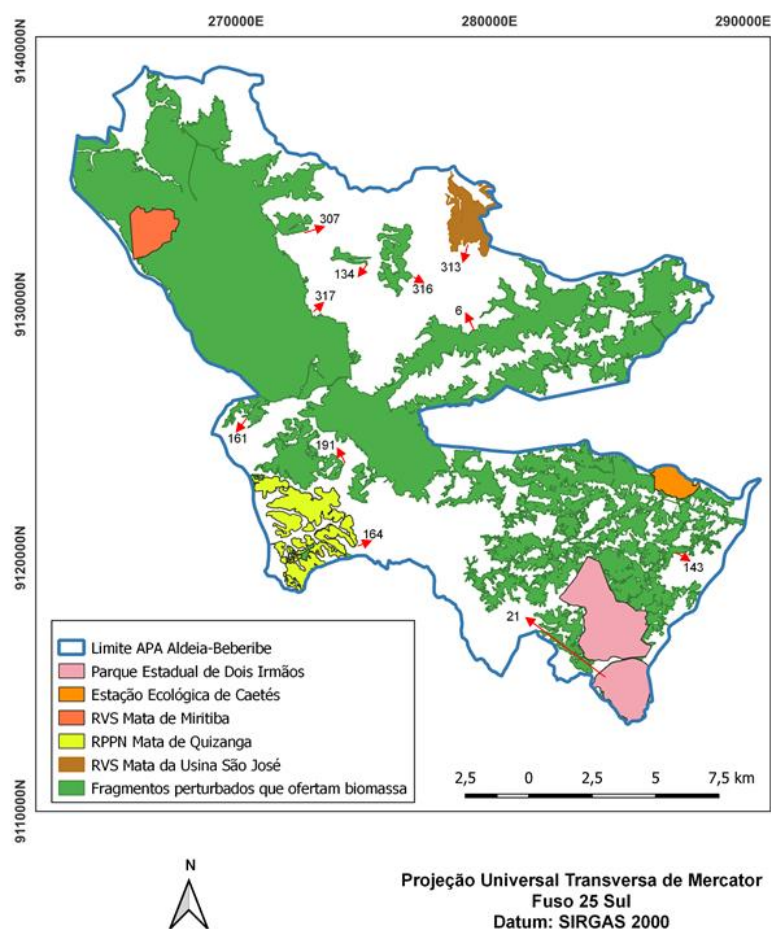 270000E 280000E 290000E
9140000N
9130000N
9120000N
9110000N
307
134
313
316
317
6
161
191
164
143
21
Limite APA Aldeia-Beberibe
Parque Estadual de Dois Irmãos
Estação Ecológica de Caetés
RVS Mata de Miritiba
RPPN Mata de Quizanga
RVS Mata da Usina São José
Fragmentos perturbados que ofertam biomassa
2,5 0 2,5 5 7,5 km
N
Projeção Universal Transversa de Mercator
Fuso 25 Sul
Datum: SIRGAS 2000